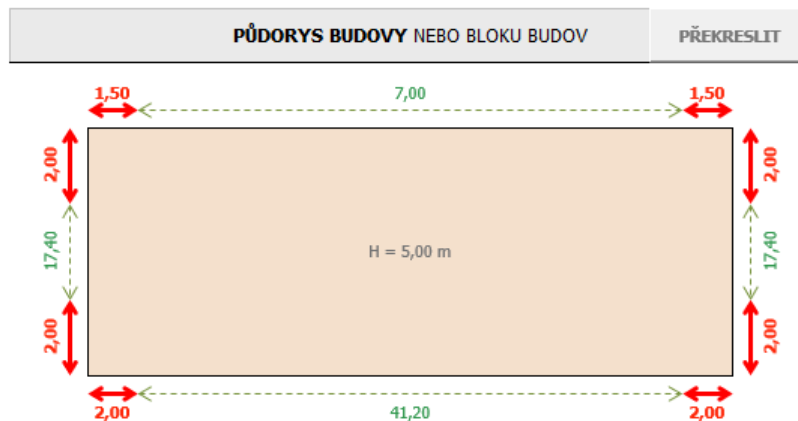 PŮDORYS BUDOVY NEBO BLOKU BUDOV PŘEKRESLIT
1,50 7,00 1,50
2,00 2,00
17,40 H = 5,00 m 17,40
2,00 2,00
2,00 41,20 2,00